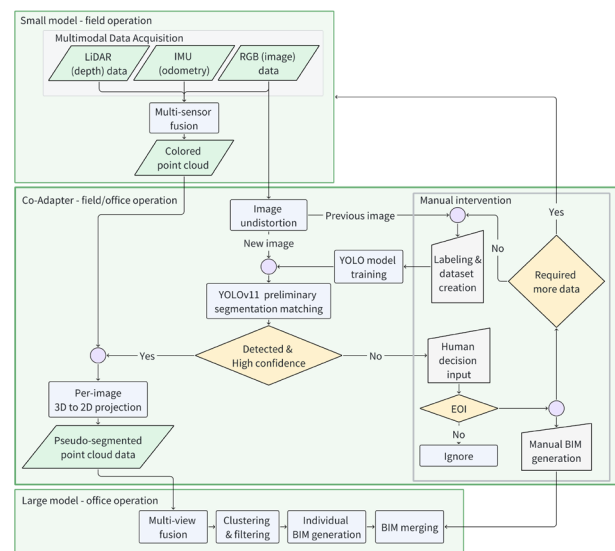 Small model - field operation
Multimodal Data Acquisition
LiDAR
(depth) data
IMU
(odometry)
RGB (image)
data
Multi-sensor
fusion
Colored
point cloud
Co-Adapter - field/office operation
Manual intervention
Image
undistortion
Previous image
Yes
New image
No
YOLO model
training
Labeling &
dataset
creation
Required
more data
YOLOv11 preliminary
segmentation matching
Detected &
High confidence
Yes
No
Human
decision
input
Per-image
3D to 2D projection
EOI
No
Pseudo-segmented
point cloud data
Ignore
Manual BIM
generation
Large model - office operation
Multi-view
fusion
Clustering
& filtering
Individual
BIM generation
BIM merging